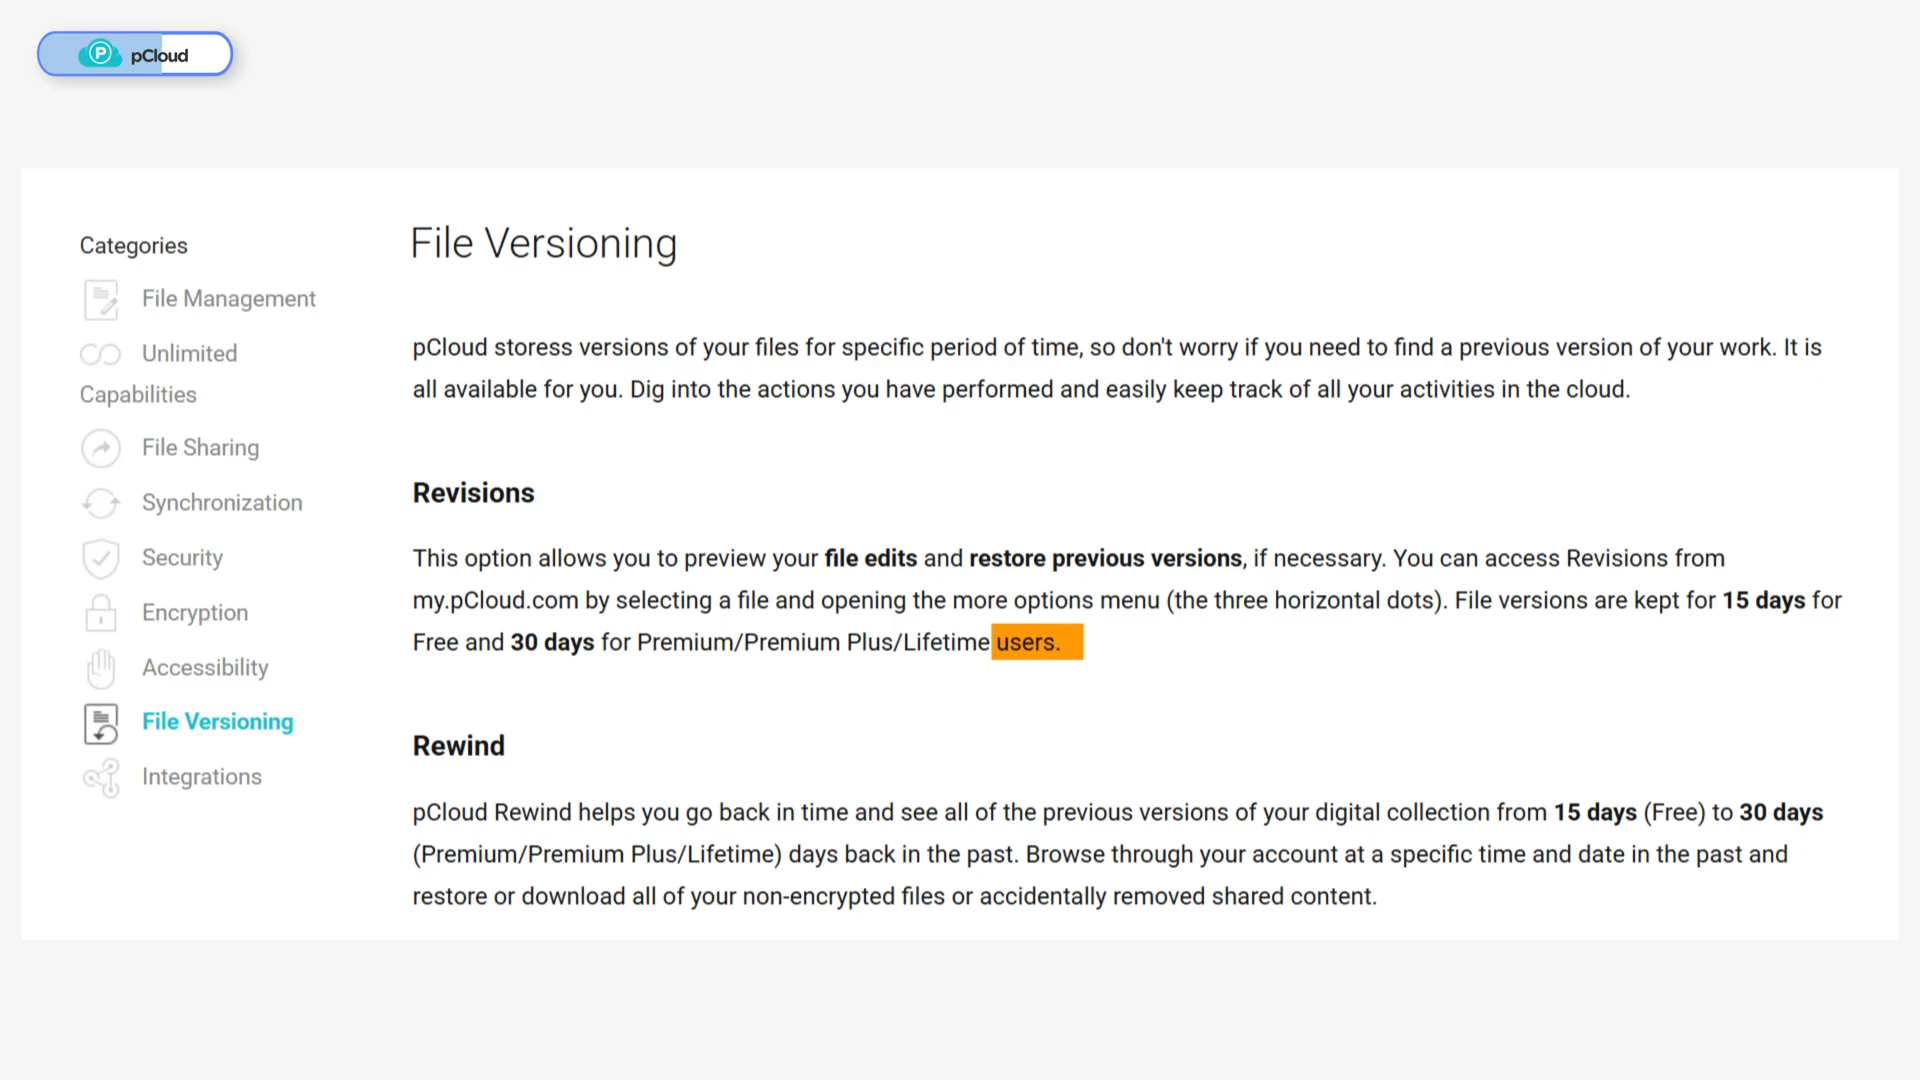 pCloud
Categories
File Management
Unlimited
Capabilities
File Sharing
Synchronization
Security
Encryption
Accessibility
File Versioning
Integrations
File Versioning
pCloud storess versions of your files for specific period of time, so don't worry if you need to find a previous version of your work. It is
all available for you. Dig into the actions you have performed and easily keep track of all your activities in the cloud.
Revisions
This option allows you to preview your file edits and restore previous versions, if necessary. You can access Revisions from
my.pCloud.com by selecting a file and opening the more options menu (the three horizontal dots). File versions are kept for 15 days for
Free and 30 days for Premium/Premium Plus/Lifetime users.
Rewind
pCloud Rewind helps you go back in time and see all of the previous versions of your digital collection from 15 days (Free) to 30 days
(Premium/Premium Plus/Lifetime) days back in the past. Browse through your account at a specific time and date in the past and
restore or download all of your non-encrypted files or accidentally removed shared content.